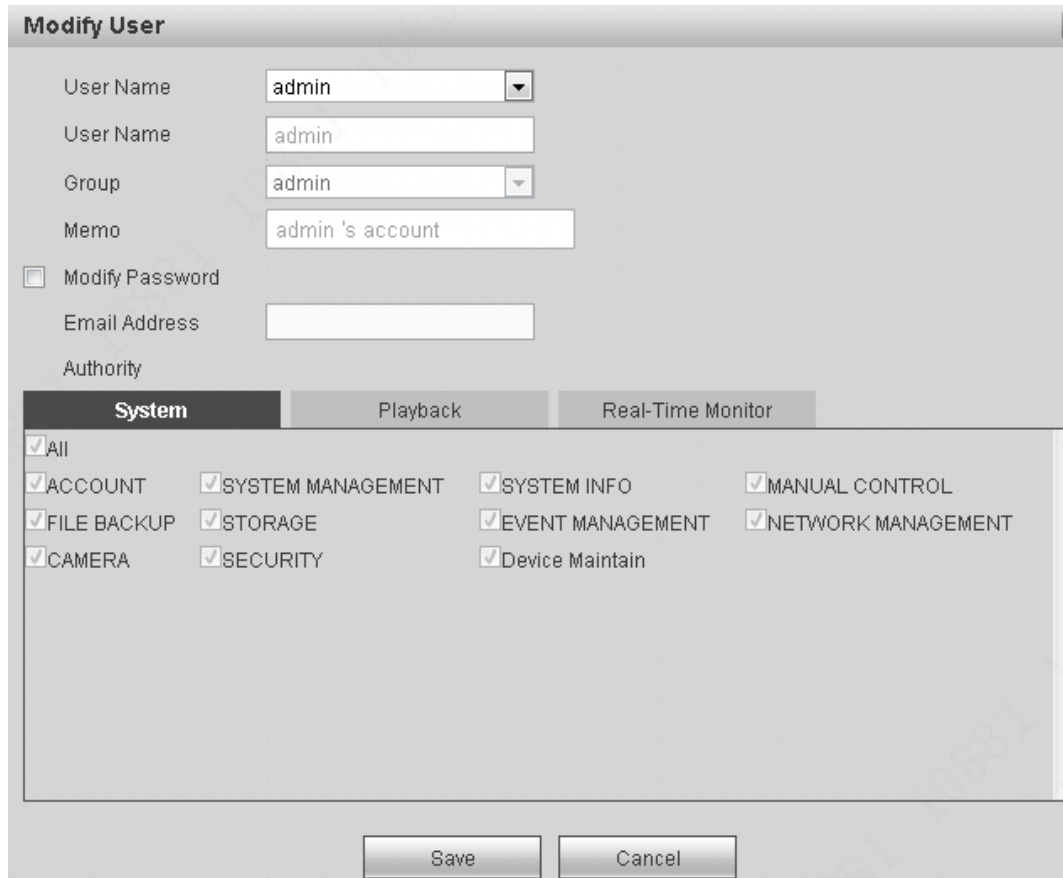 Modify User
User Name admin
User Name admin
Group admin
Memo admin 's account
Modify Password
Email Address
Authority
System Playback Real-Time Monitor
All
ACCOUNT SYSTEM MANAGEMENT SYSTEM INFO MANUAL CONTROL
FILE BACKUP STORAGE EVENT MANAGEMENT NETWORK MANAGEMENT
CAMERA SECURITY Device Maintain
Save Cancel